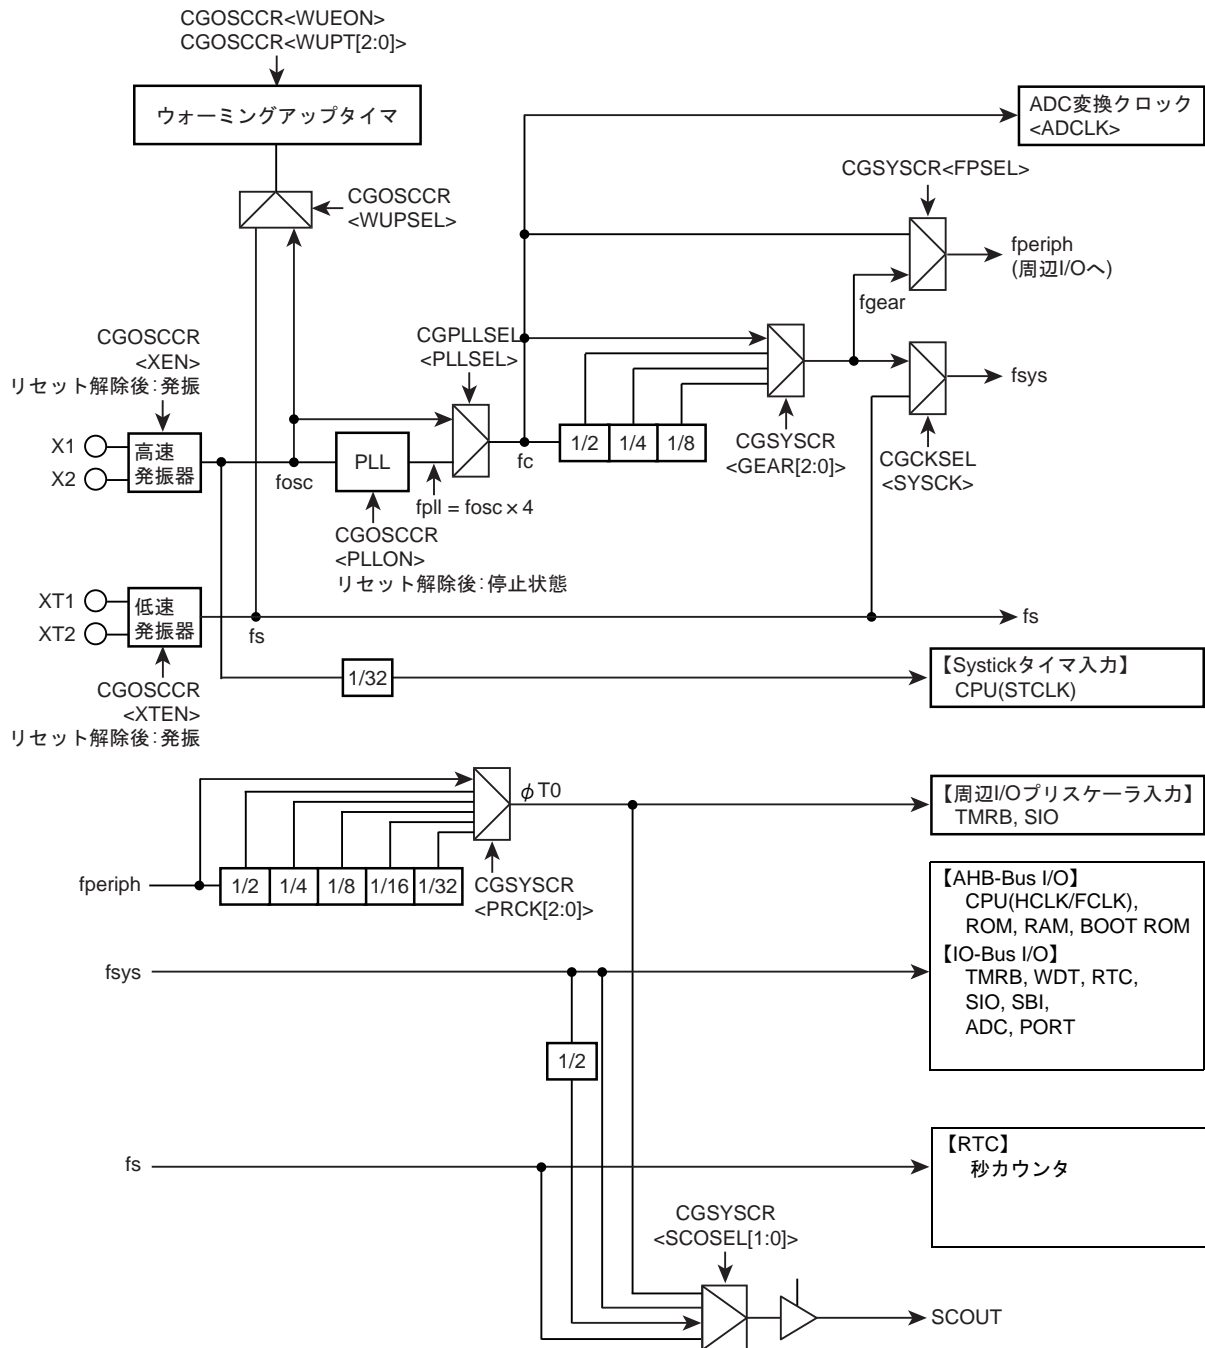 CGOSCCR<WUEON>
CGOSCCR<WUPT[2:0]>
ウォーミングアップタイマ
ADC変換クロック
<ADCLK>
CGOSCCR
<WUPSEL>
CGSYSCR<FPSEL>
fperiph
(周辺I/Oへ)
fgear
CGOSCCR
<XEN>
リセット解除後:発振
CGPLLSEL
<PLLSEL>
fsys
X1
X2
高速
発振器
fosc
PLL
fpll = fosc × 4
fc
1/2
1/4
1/8
CGSYSCR
<GEAR[2:0]>
CGCKSEL
<SYSCK>
CGOSCCR
<PLLON>
リセット解除後:停止状態
XT1
XT2
低速
発振器
fs
fs
CGOSCCR
<XTEN>
リセット解除後:発振
1/32
【Systickタイマ入力】
CPU(STCLK)
φT0
【周辺I/Oプリスケーラ入力】
TMRB, SIO
fperiph
1/2
1/4
1/8
1/16
1/32
CGSYSCR
<PRCK[2:0]>
【AHB-Bus I/O】
CPU(HCLK/FCLK),
ROM, RAM, BOOT ROM
【IO-Bus I/O】
TMRB, WDT, RTC,
SIO, SBI,
ADC, PORT
fsys
1/2
fs
【RTC】
秒カウンタ
CGSYSCR
<SCOSEL[1:0]>
SCOUT